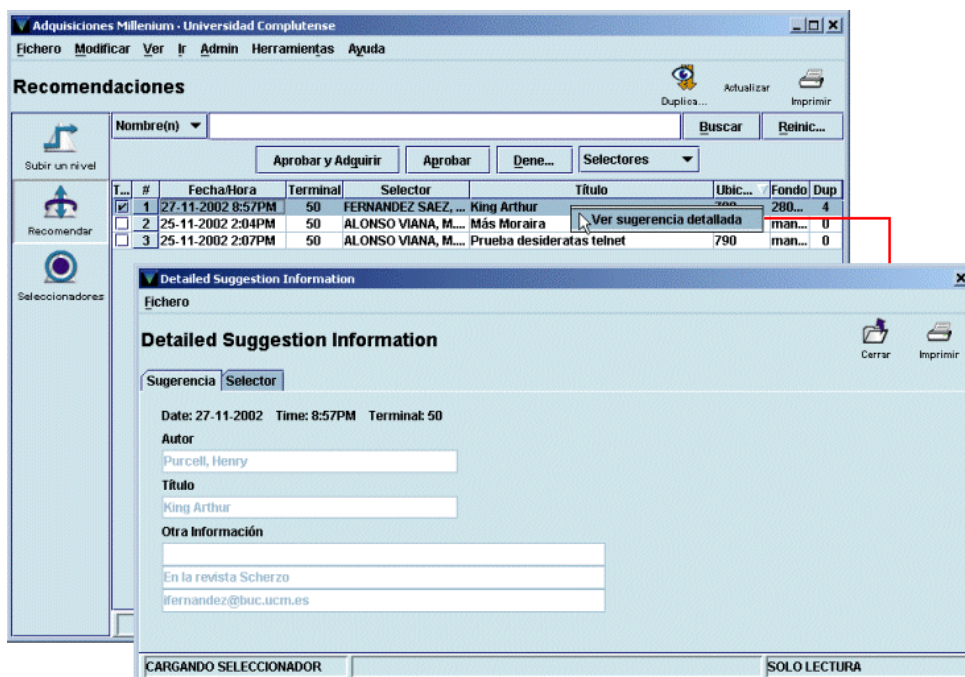 Adquisiciones Millenium - Universidad Complutense
Fichero Modificar Ver Ir Admin Herramientas Ayuda
Recomendaciones
Duplica...
Actualizar
Imprimir
Subir un nivel
Recomendar
Seleccionadores
Nombre(n)
Buscar
Reinic...
Aprobar y Adquirir
Aprobar
Dene...
Selectores
T... # Fecha/Hora Terminal Selector Título Ubic... Fondo Dup
1 27-11-2002 8:57PM 50 FERNANDEZ SAEZ, ... King Arthur 280... 4
2 25-11-2002 2:04PM 50 ALONSO VIANA, M.... Más Moraira man... 0
3 25-11-2002 2:07PM 50 ALONSO VIANA, M.... Prueba desideratas telnet 790 man... 0
Ver sugerencia detallada
Detailed Suggestion Information
Fichero
Detailed Suggestion Information
Cerrar
Imprimir
Sugerencia Selector
Date: 27-11-2002 Time: 8:57PM Terminal: 50
Autor
Purcell, Henry
Título
King Arthur
Otra Información
En la revista Scherzo
ifernandez@buc.ucm.es
CARGANDO SELECCIONADOR
SOLO LECTURA